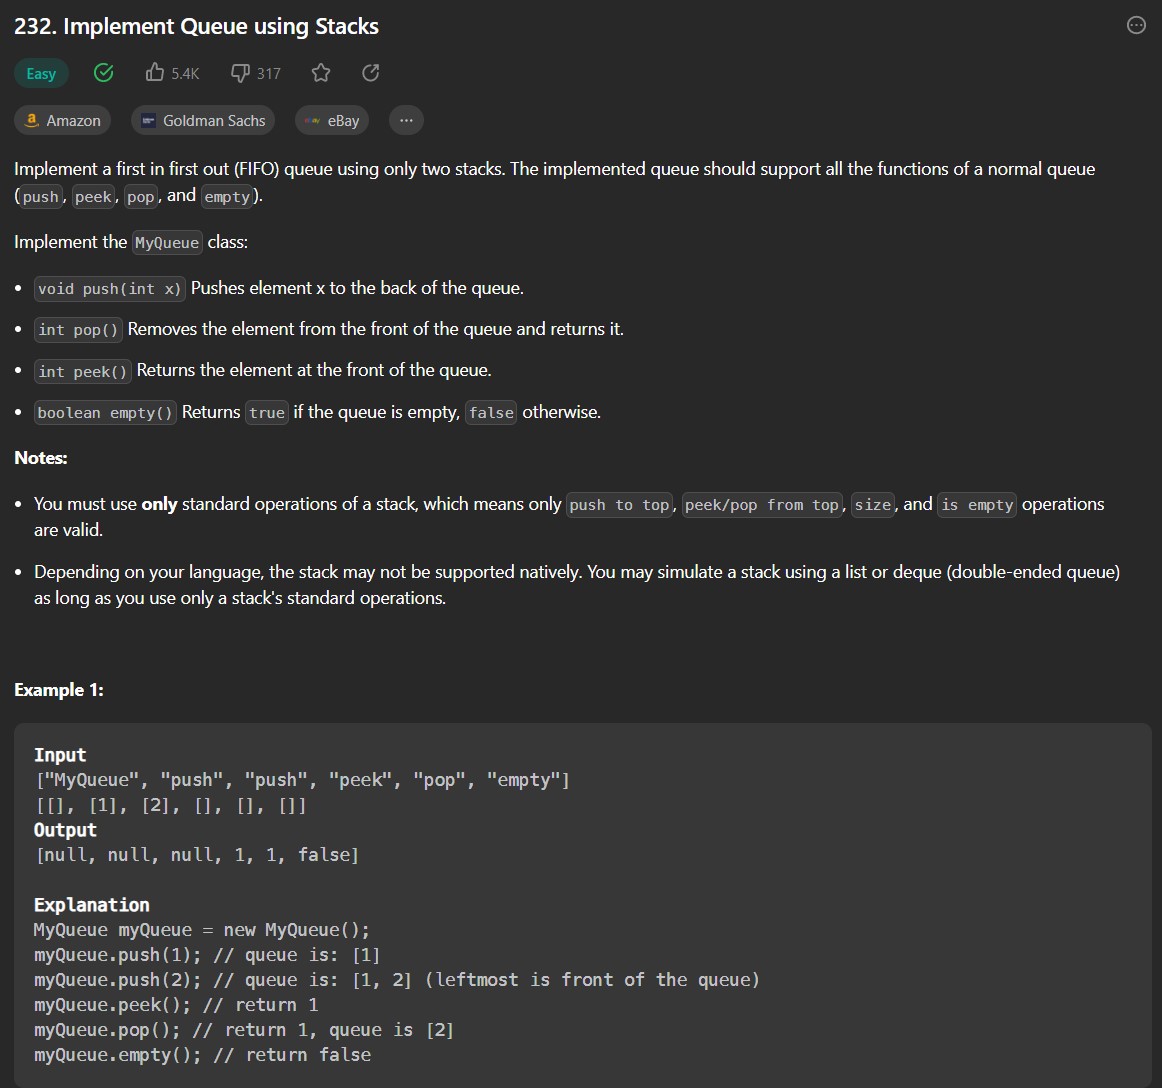 232. Implement Queue using Stacks
Easy 5.4K 317
Amazon Goldman Sachs eBay ...
Implement a first in first out (FIFO) queue using only two stacks. The implemented queue should support all the functions of a normal queue
(push, peek, pop, and empty).
Implement the MyQueue class:
• void push(int x) Pushes element x to the back of the queue.
• int pop() Removes the element from the front of the queue and returns it.
• int peek() Returns the element at the front of the queue.
• boolean empty() Returns true if the queue is empty, false otherwise.
Notes:
• You must use only standard operations of a stack, which means only push to top, peek/pop from top, size, and is empty operations
are valid.
• Depending on your language, the stack may not be supported natively. You may simulate a stack using a list or deque (double-ended queue)
as long as you use only a stack's standard operations.
Example 1:
Input
["MyQueue", "push", "push", "peek", "pop", "empty"]
[[], [1], [2], [], [], []]
Output
[null, null, null, 1, 1, false]
Explanation
MyQueue myQueue = new MyQueue();
myQueue.push(1); // queue is: [1]
myQueue.push(2); // queue is: [1, 2] (leftmost is front of the queue)
myQueue.peek(); // return 1
myQueue.pop(); // return 1, queue is [2]
myQueue.empty(); // return false